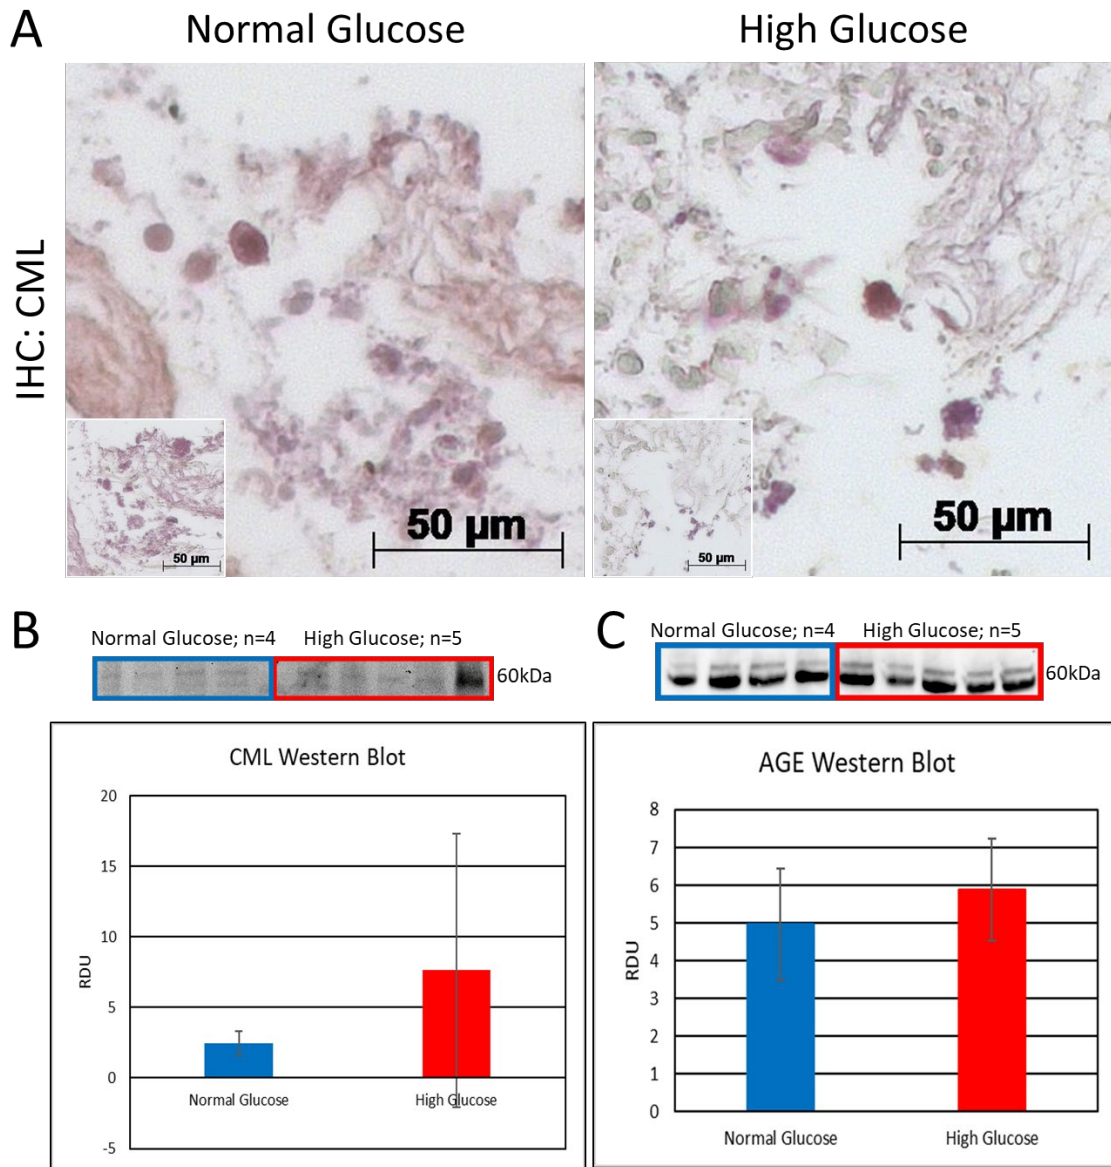 A
Normal Glucose
High Glucose
IHC: CML
50 µm
50 µm
50 µm
50 µm
B
Normal Glucose; n=4
High Glucose; n=5
60kDa
C
Normal Glucose; n=4
High Glucose; n=5
60kDa
CML Western Blot
20
15
10
5
0
-5
RDU
Normal Glucose
High Glucose
AGE Western Blot
8
7
6
5
4
3
2
1
0
RDU
Normal Glucose
High Glucose